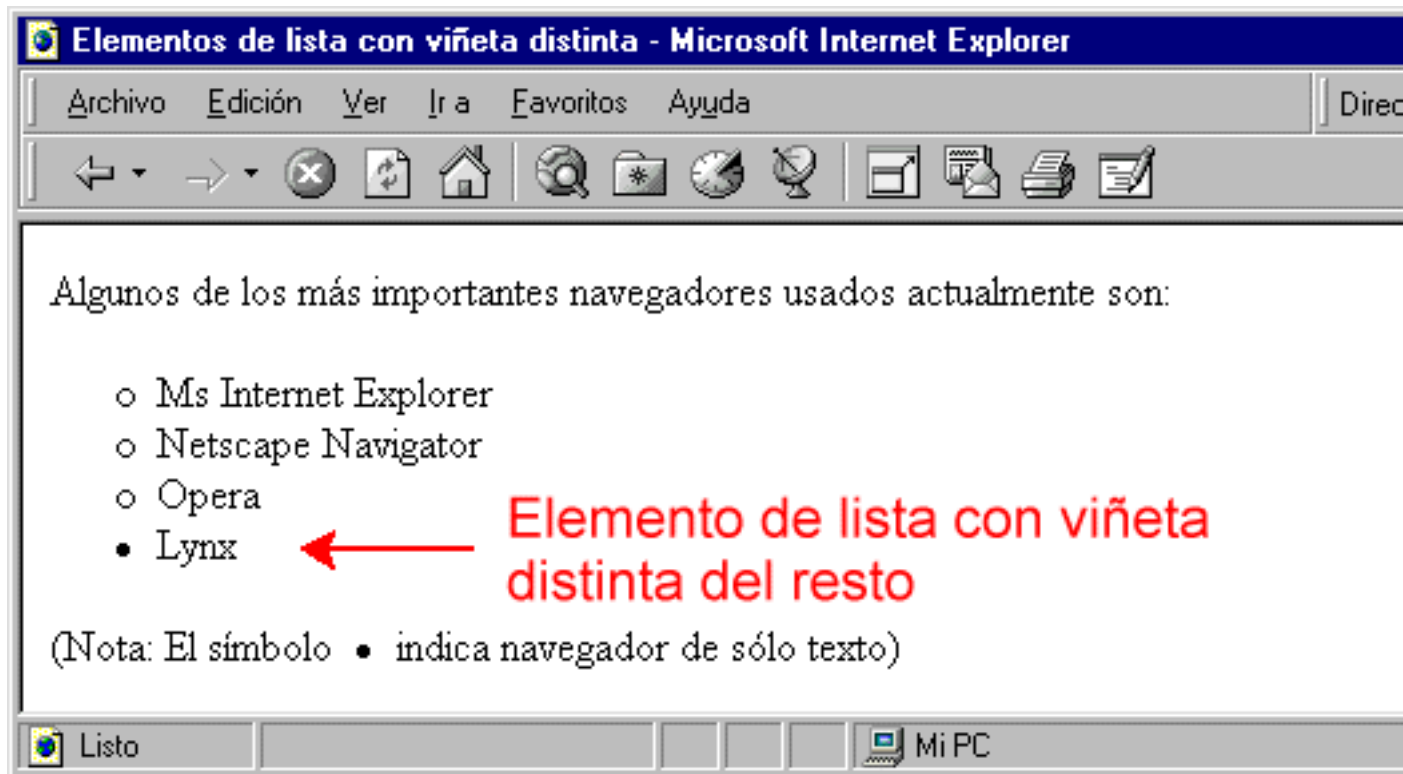 Elementos de lista con viñeta distinta - Microsoft Internet Explorer
Archivo Edición Ver Ir a Favoritos Ayuda Direc
Algunos de los más importantes navegadores usados actualmente son:
Ms Internet Explorer
Netscape Navigator
Opera
• Lynx
Elemento de lista con viñeta
distinta del resto
(Nota: El símbolo • indica navegador de sólo texto)
Listo Mi PC